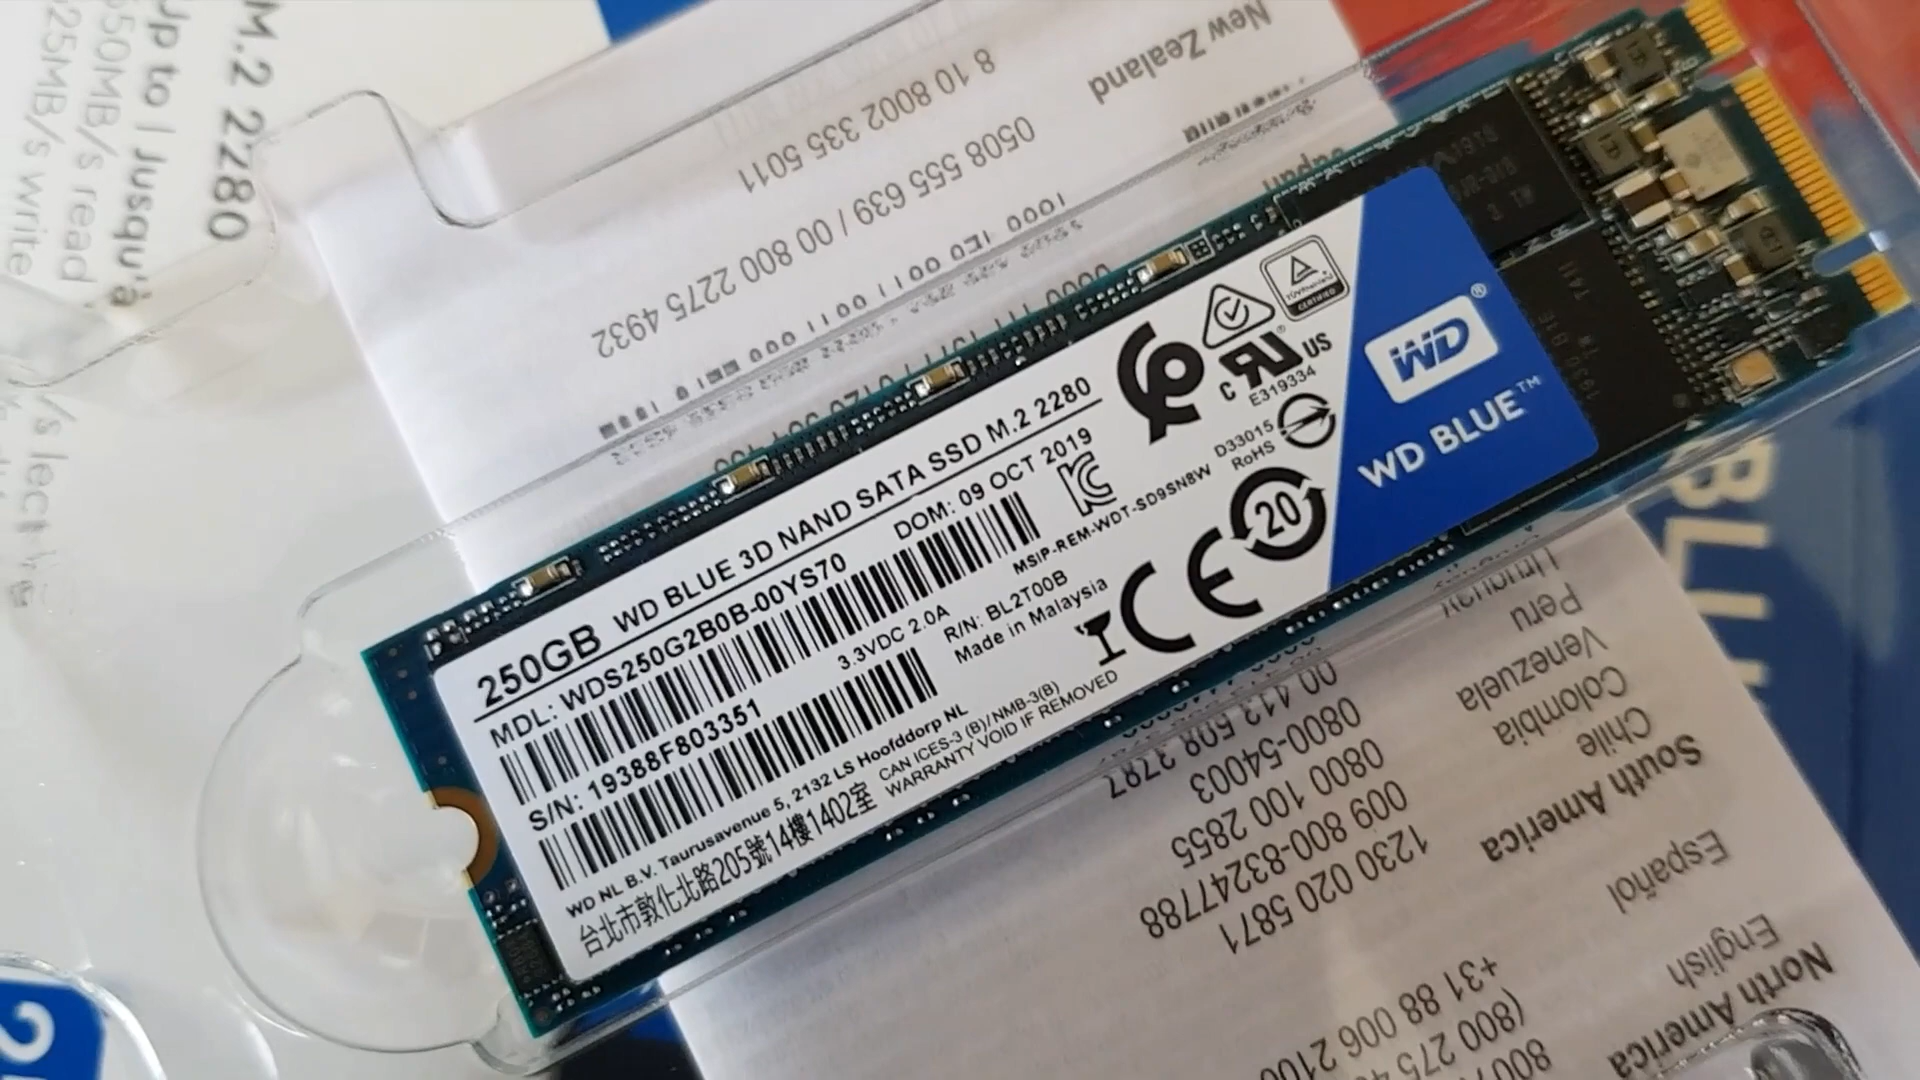 250GB WD BLUE 3D NAND SATA SSD M.2 2280
MDL: WDS250G2B0B-00YS70
DOM: 09 OCT 2019
S/N: 19388F803351
3.3VDC 2.0A
R/N: BL2T00B
Made in Malaysia
MSIP-REM-WDT-SD9SN8W
WD NL B.V. Taurusavenue 5, 2132 LS Hoofddorp NL
台北市敦化北路205號14樓1402室
CAN ICES-3 (B)/NMB-3(B)
WARRANTY VOID IF REMOVED
C US
E319334
D33015
RoHS
20
CE
CERTIFIED
WD®
WD BLUE™
M.2 2280
Up to | Jusqu'à
550MB/s read
525MB/s write
New Zealand
8 10 8002 335 5011
0508 555 639 / 00 800 2275 4932
North America
English
Español
South America
Chile
Colombia
Venezuela
Peru
Uruguay
(800 275
+31 88 006 2100
1230 020 5871
009 800-83247788
0800 100 2855
0800-54003
00 413 598 3787